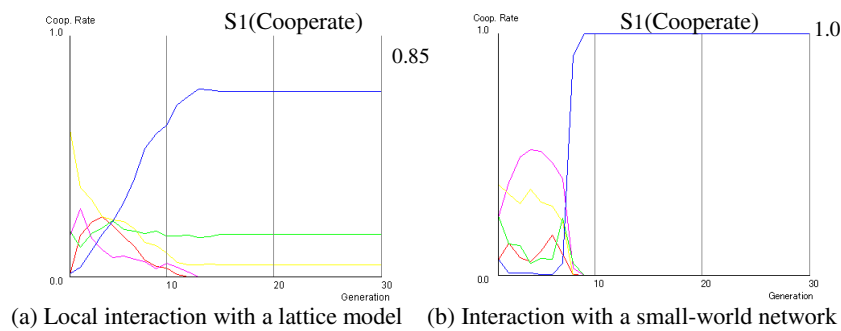 Coop. Rate
S1(Cooperate)
1.0
0.85
0.0
10
20
30
Generation
(a) Local interaction with a lattice model
Coop. Rate
S1(Cooperate)
1.0
1.0
0.0
10
20
30
Generation
(b) Interaction with a small-world network